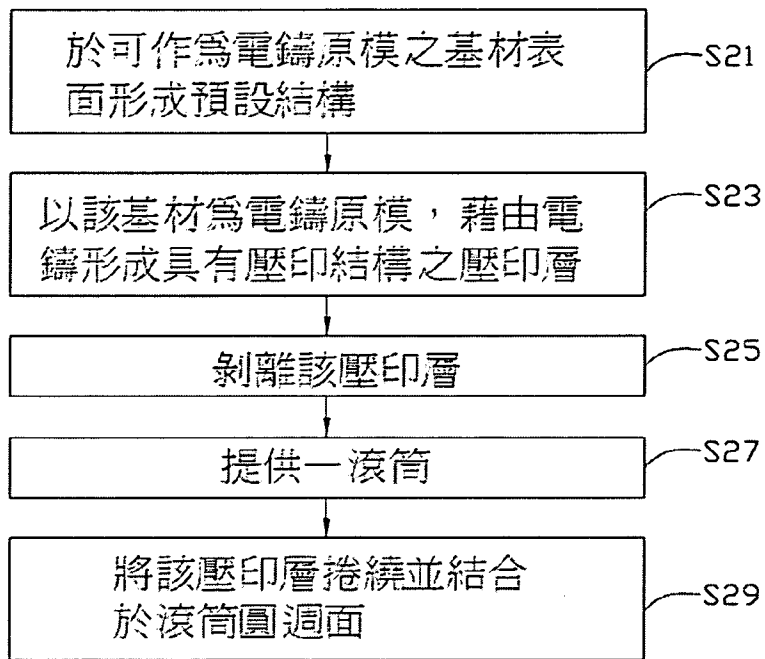 於可作為電鑄原模之基材表
面形成預設結構
S21
以該基材為電鑄原模，藉由電
鑄形成具有壓印結構之壓印層
S23
剝離該壓印層
S25
提供一滾筒
S27
將該壓印層捲繞並結合
於滾筒圓週面
S29